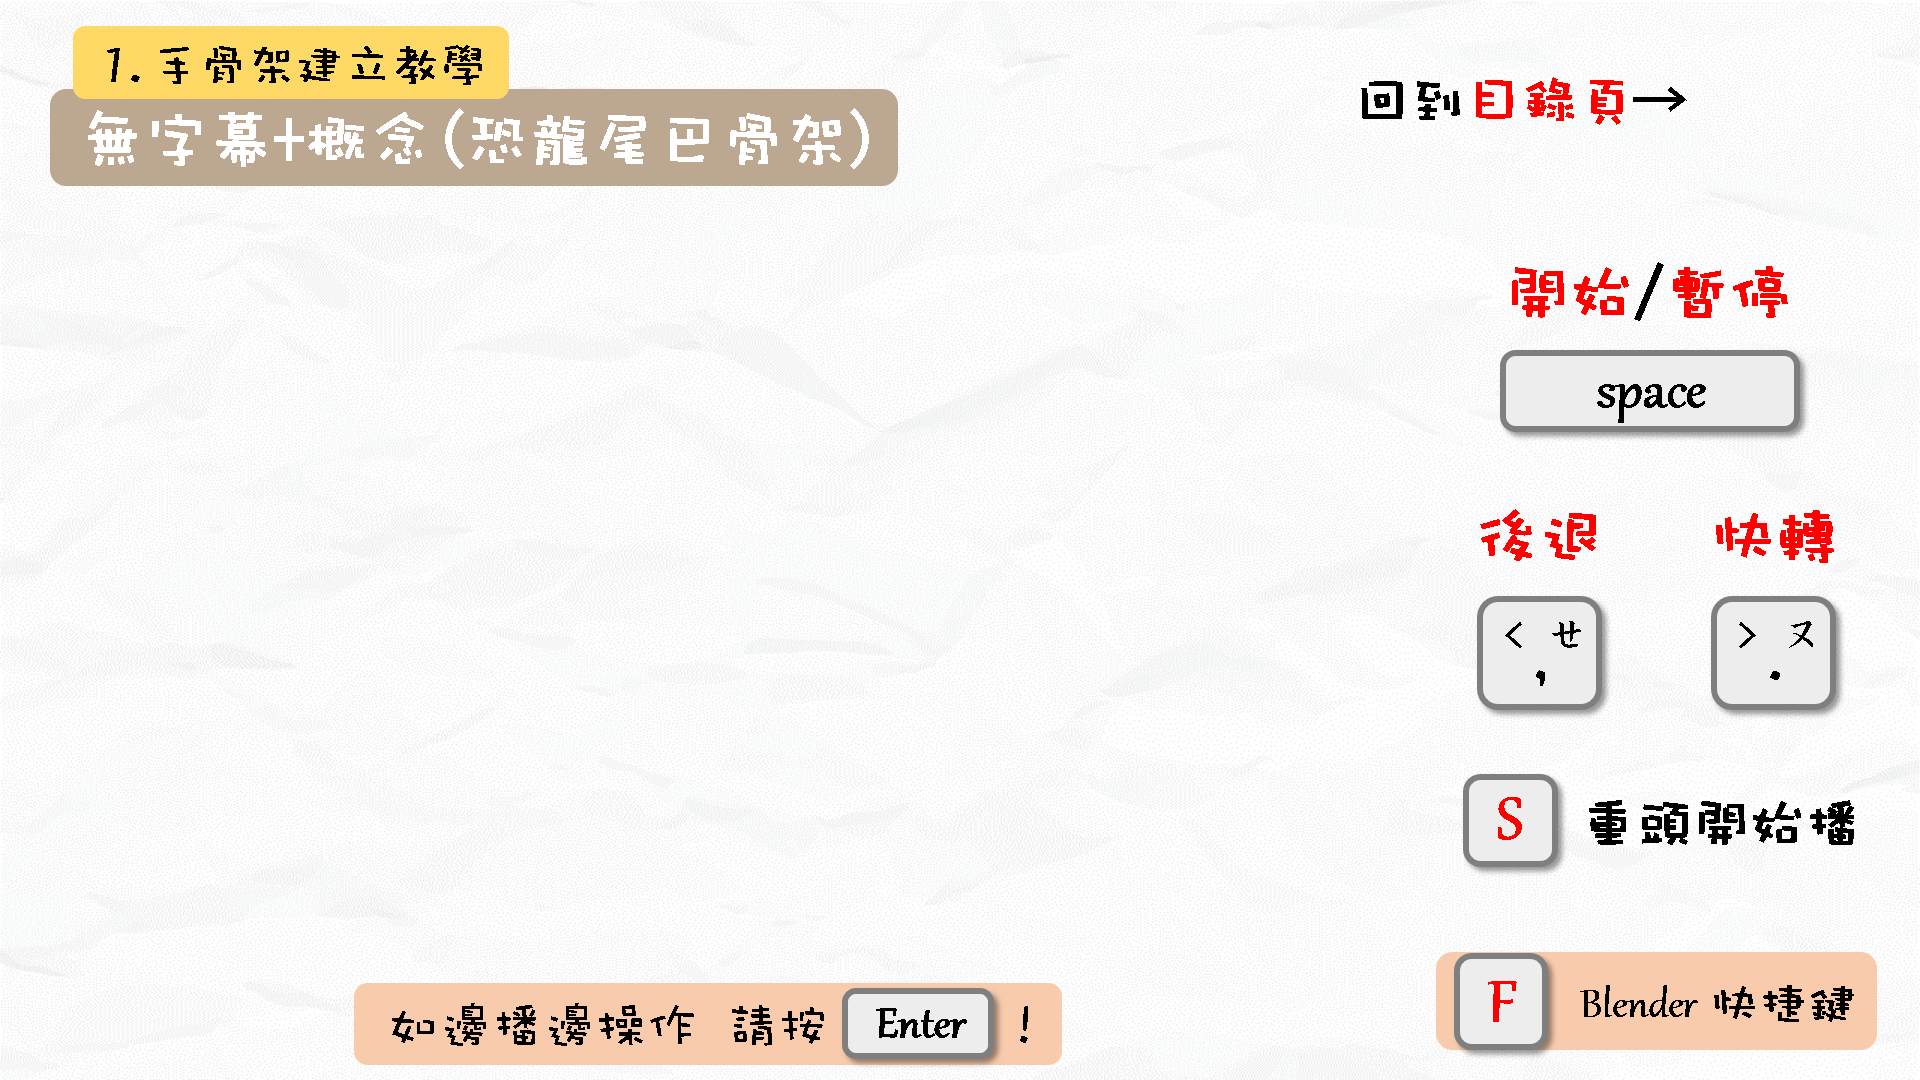 1. 手骨架建立教學
無字幕+概念(恐龍尾巴骨架)
回到目錄頁→
開始/暫停
space
後退 快轉
< ㄝ
,
> ㄡ
.
S 重頭開始播
F Blender 快捷鍵
如邊播邊操作 請按 Enter !